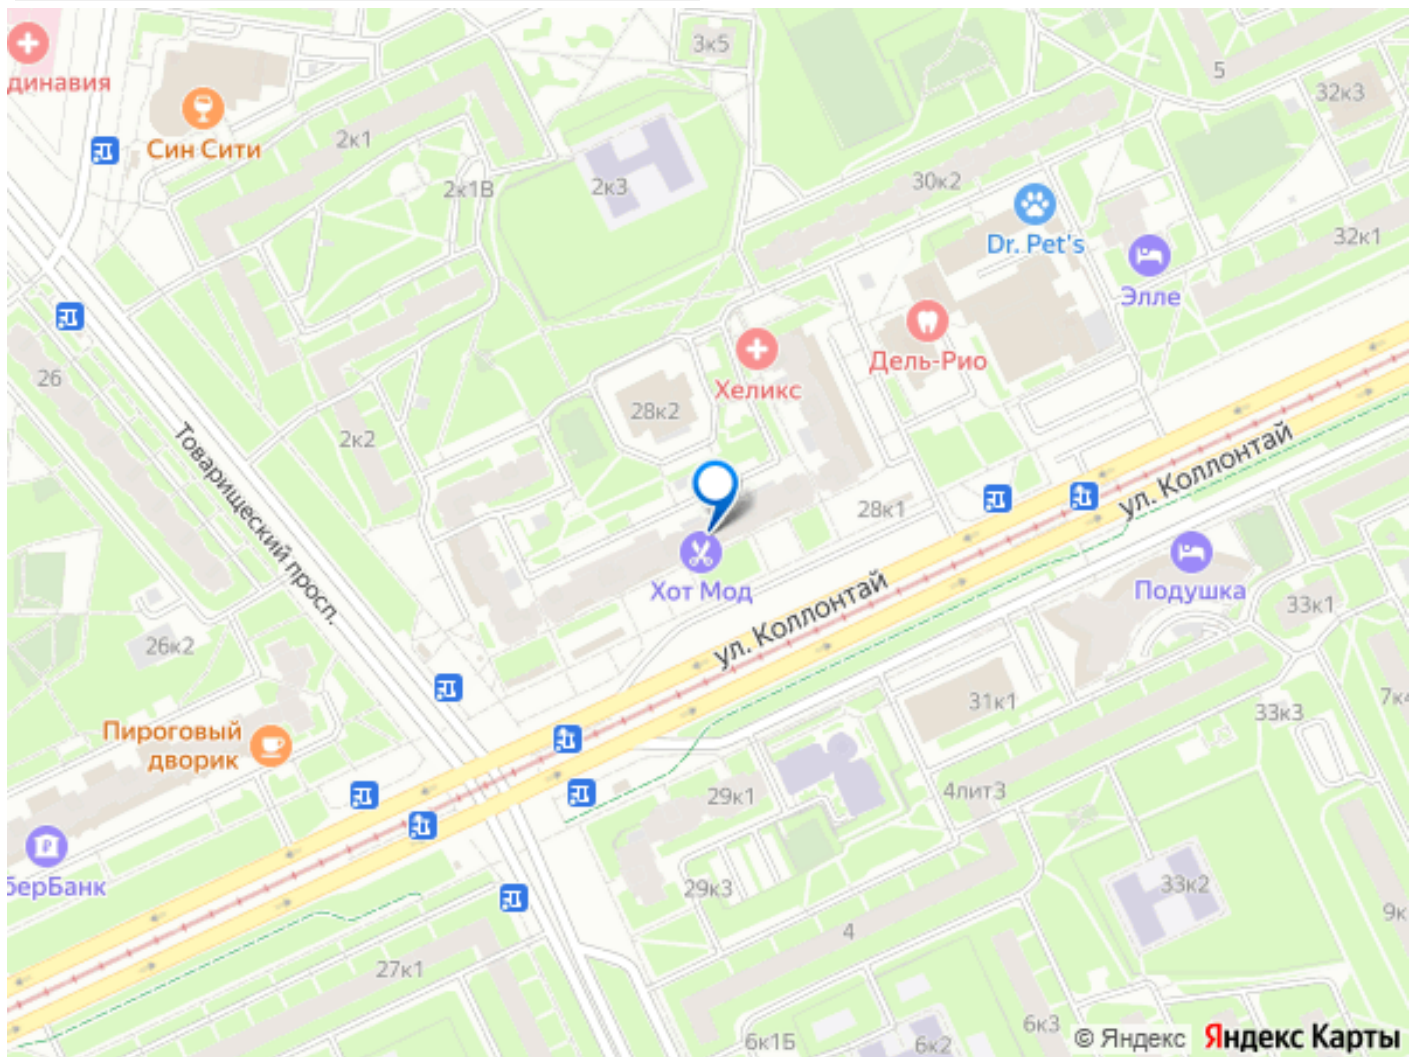 3к5
5
динавия
32к3
Син Сити
2к1
2к1В
2к3
30к2
Dr. Pet's
32к1
Элле
26
Дель-Рио
Хеликс
28к2
2к2
Товарищеский просп.
ул. Коллонтай
28к1
Хот Мод
Подушка
33к1
ул. Коллонтай
26к2
31к1
7к4
33к3
Пироговый
дворик
29к1
4лит3
берБанк
29к3
33к2
9к
4
27к1
6к3
6к1Б
6к2
© Яндекс Яндекс Карты